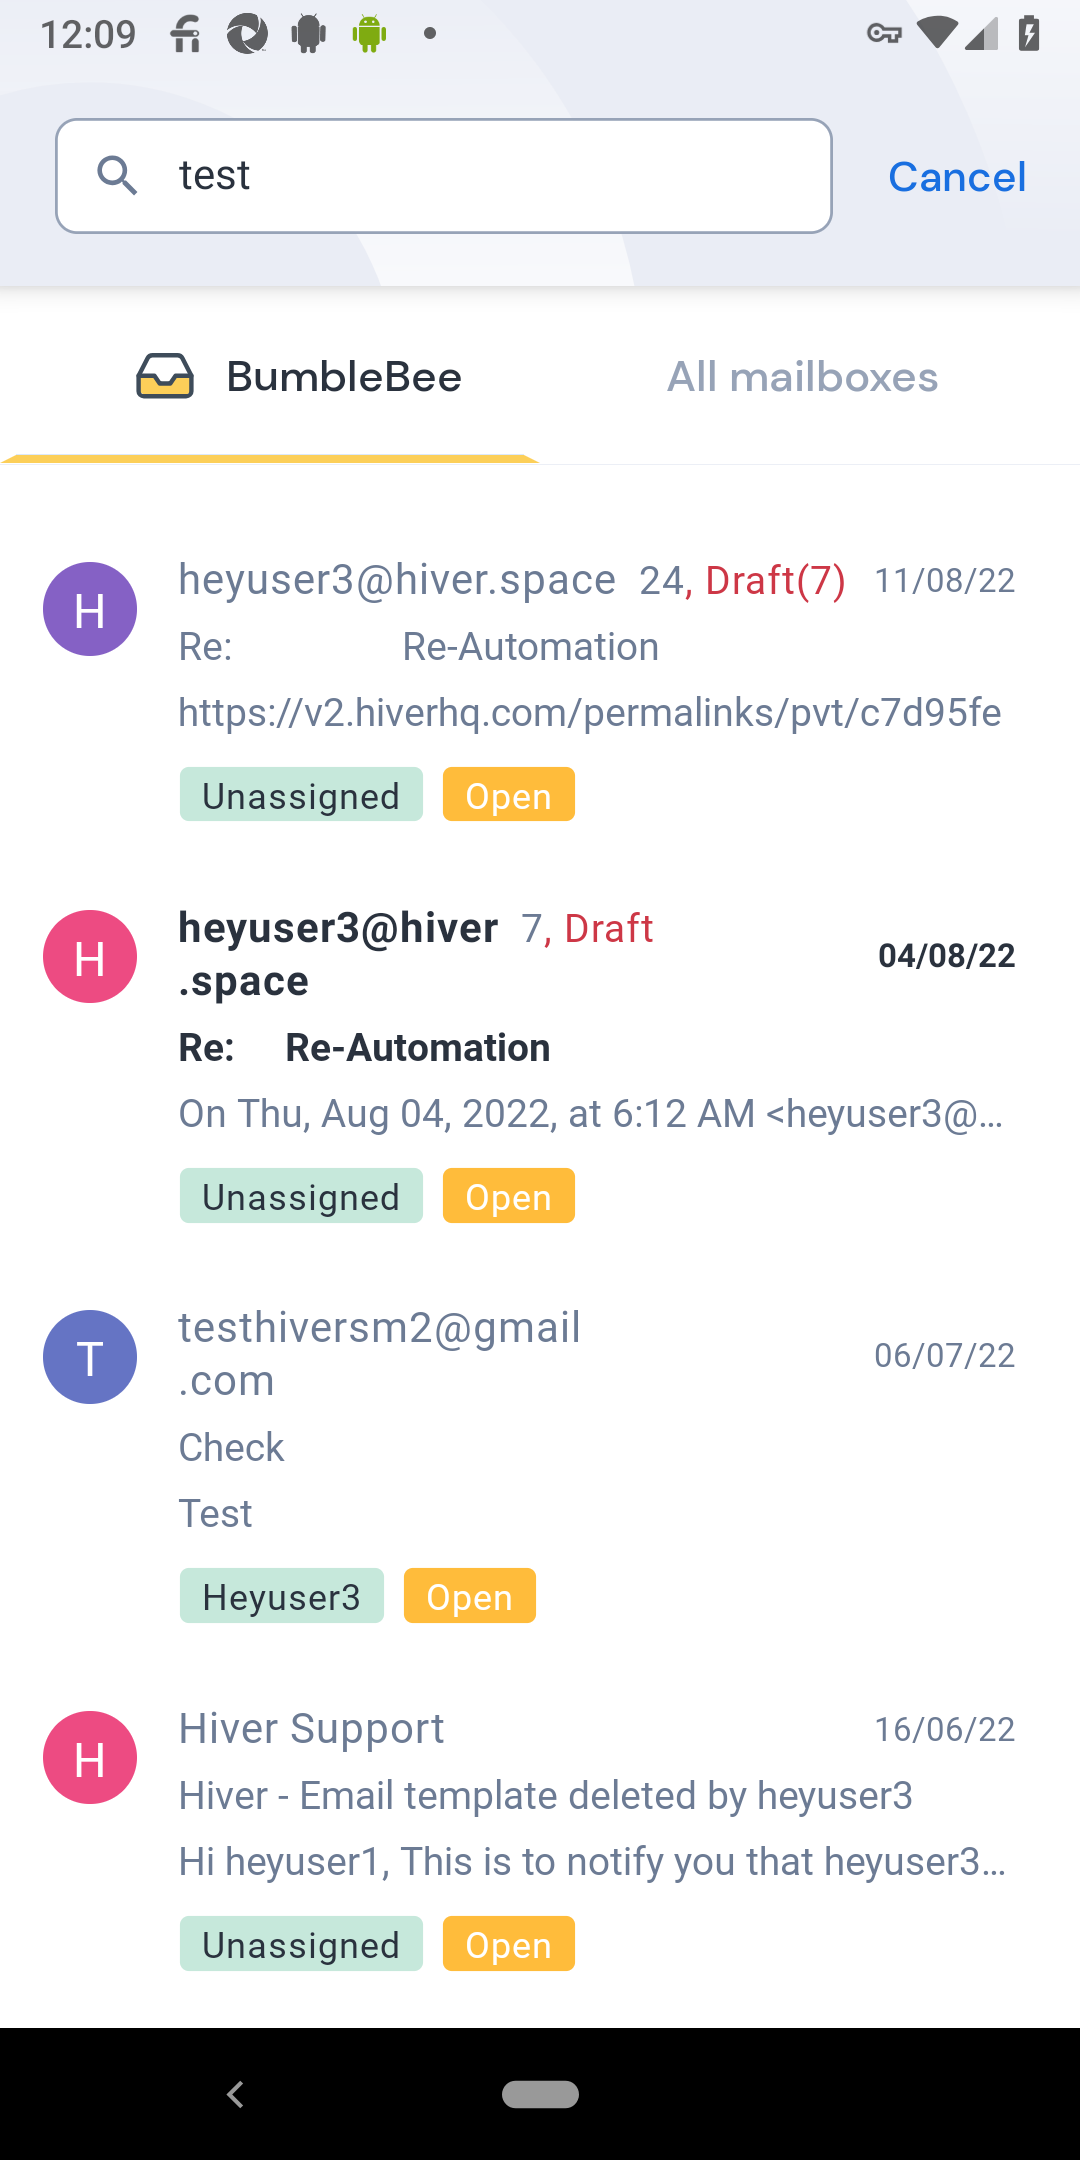 12:09
test
Cancel
BumbleBee
All mailboxes
H
heyuser3@hiver.space 24, Draft(7) 11/08/22
Re: Re-Automation
https://v2.hiverhq.com/permalinks/pvt/c7d95fe
Unassigned Open
H
heyuser3@hiver 7, Draft
.space
04/08/22
Re: Re-Automation
On Thu, Aug 04, 2022, at 6:12 AM <heyuser3@...
Unassigned Open
T
testhiversm2@gmail
.com
06/07/22
Check
Test
Heyuser3 Open
H
Hiver Support 16/06/22
Hiver - Email template deleted by heyuser3
Hi heyuser1, This is to notify you that heyuser3...
Unassigned Open